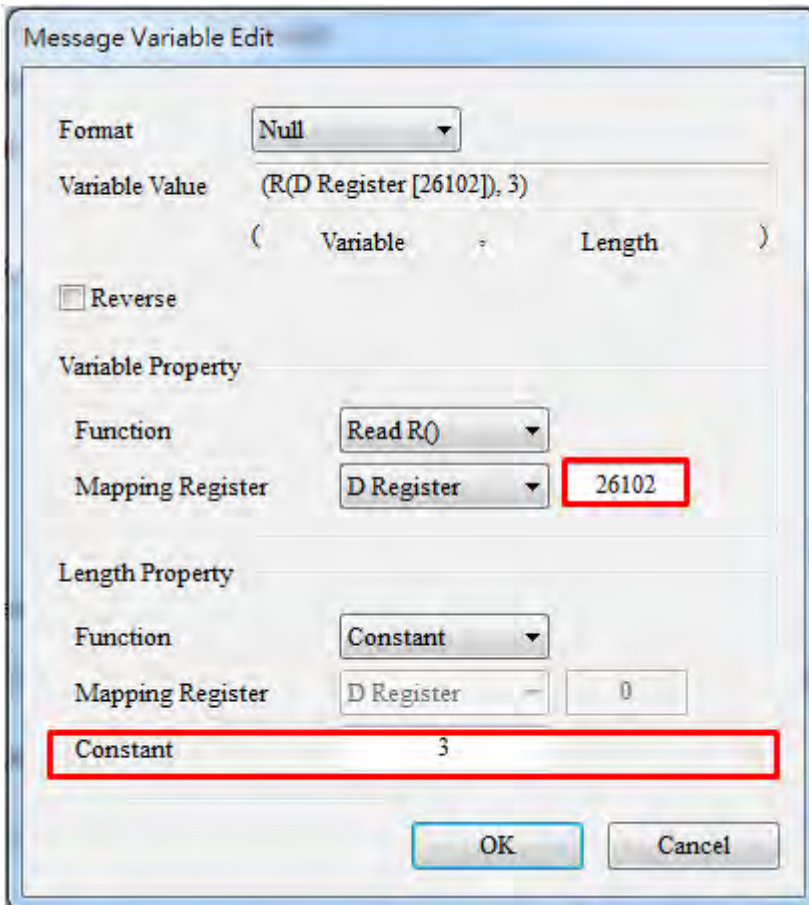 Message Variable Edit
Format Null
Variable Value (R(D Register [26102]), 3)
( Variable , Length )
Reverse
Variable Property
Function Read R()
Mapping Register D Register 26102
Length Property
Function Constant
Mapping Register D Register 0
Constant 3
OK Cancel